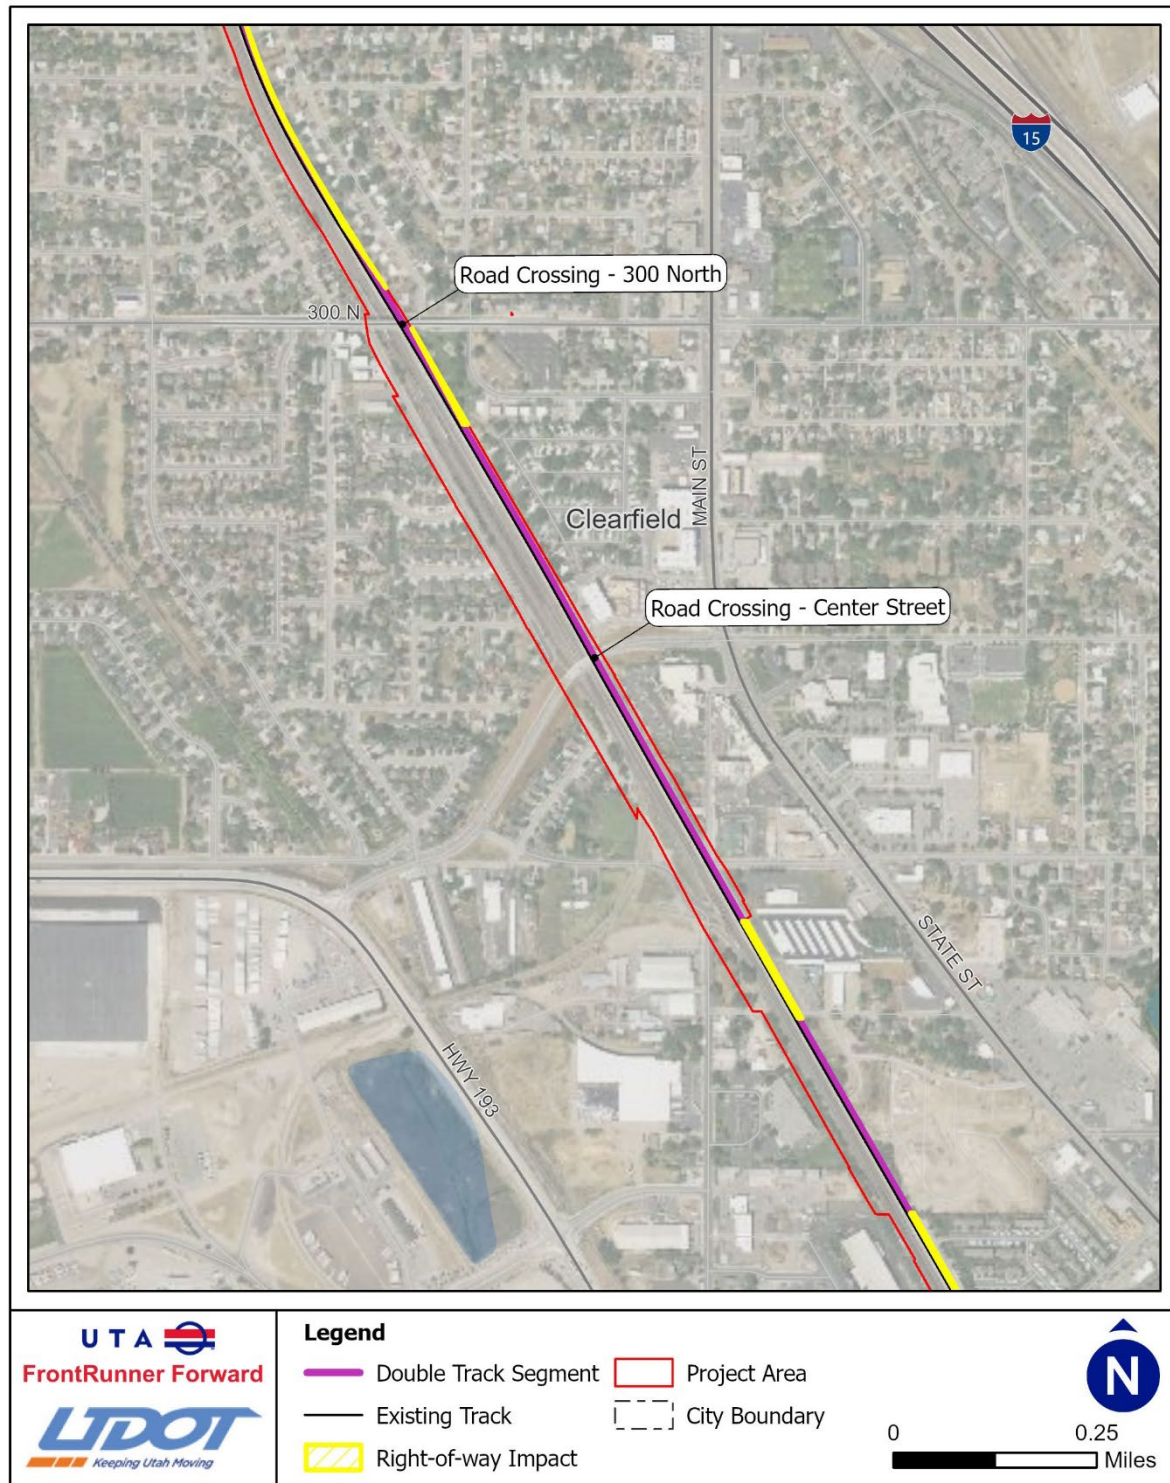 15
Road Crossing - 300 North
300 N
MAIN ST
Clearfield
Road Crossing - Center Street
STATE ST
HWY 193
UTA
FrontRunner Forward
UDOT
Keeping Utah Moving
Legend
Double Track Segment
Project Area
Existing Track
City Boundary
Right-of-way Impact
N
0 0.25
Miles